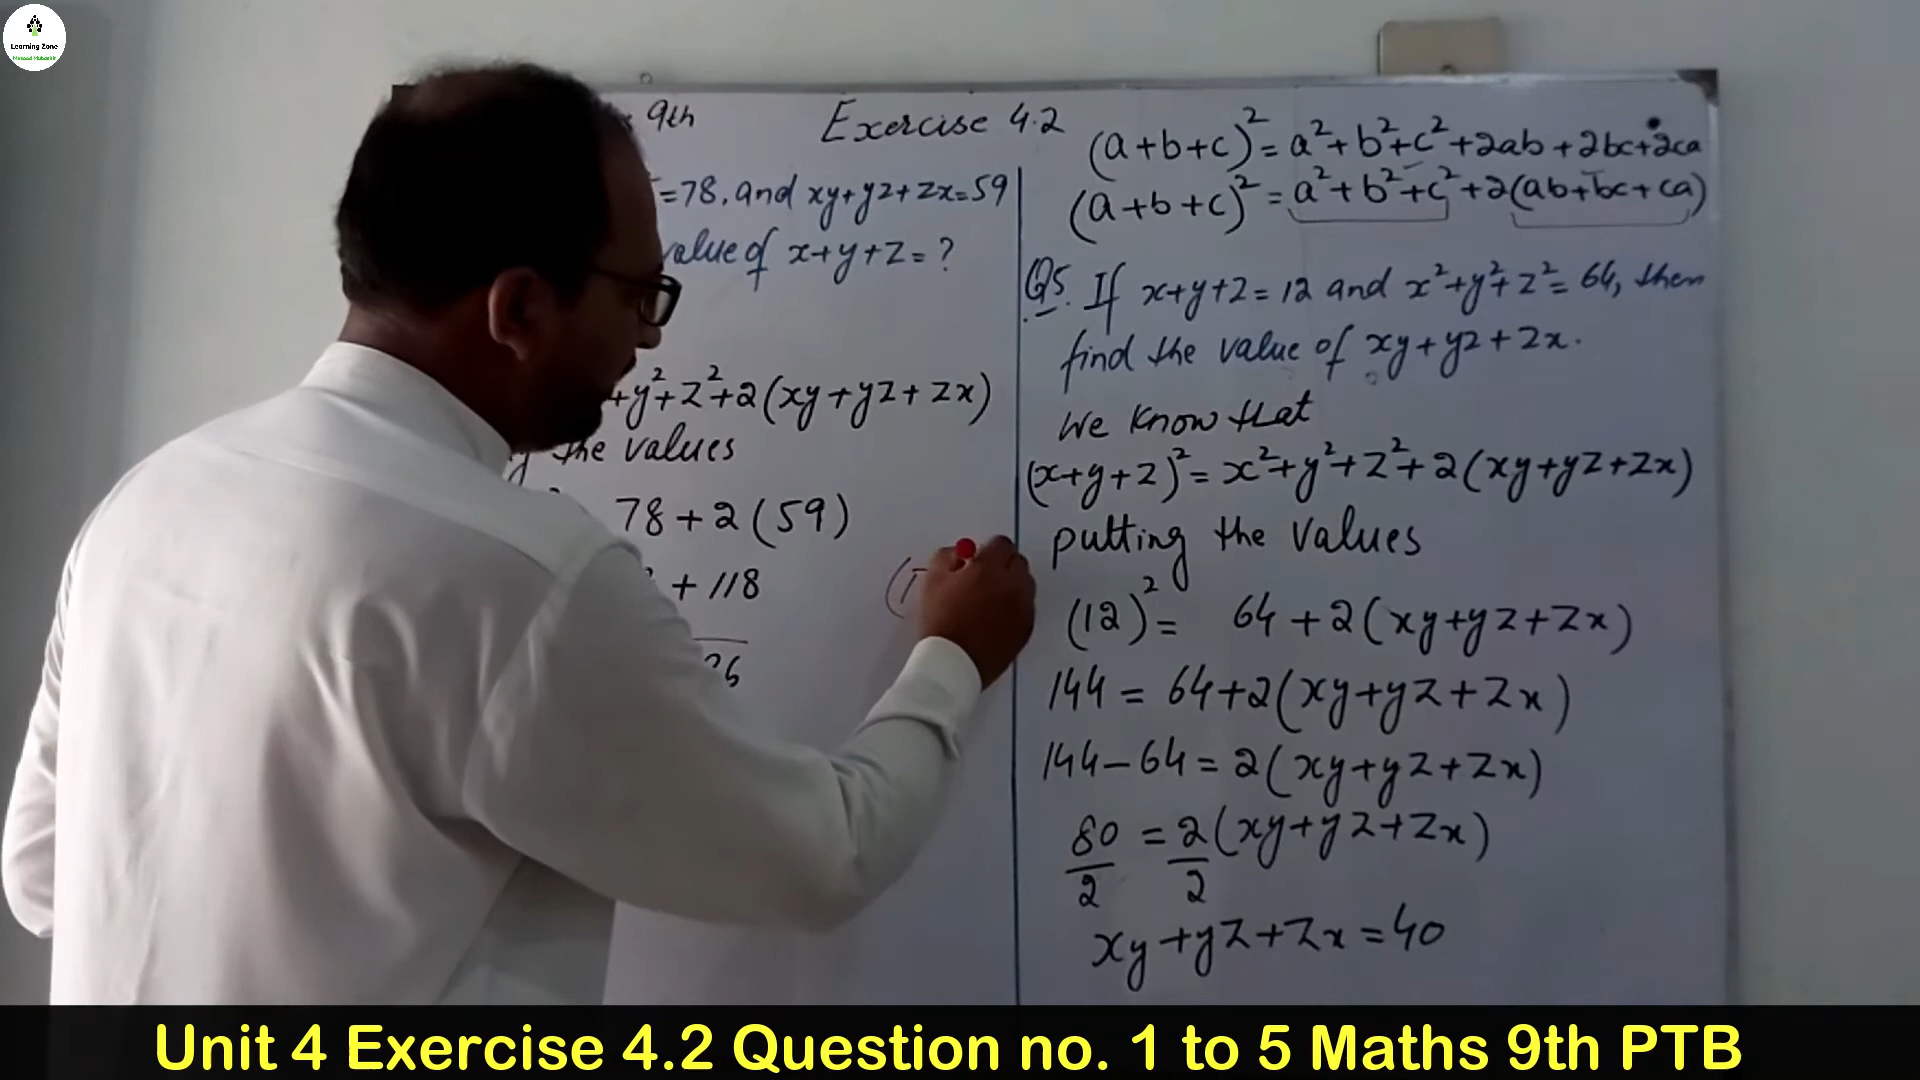 Learning Zone
9th Exercise 4.2
=78, and xy+yz+zx=59
value of x+y+z=?
+y²+z²+2(xy+yz+zx)
the values
78+2(59)
+118
(a+b+c)²=a²+b²+c²+2ab+2bc+2ca
(a+b+c)²=a²+b²+c²+2(ab+bc+ca)
Q5. If x+y+z=12 and x²+y²+z²=64, then
find the value of xy+yz+zx.
We know that
(x+y+z)²=x²+y²+z²+2(xy+yz+zx)
putting the values
(12)²= 64+2(xy+yz+zx)
144=64+2(xy+yz+zx)
144-64=2(xy+yz+zx)
80/2=2/2(xy+yz+zx)
xy+yz+zx=40
Unit 4 Exercise 4.2 Question no. 1 to 5 Maths 9th PTB